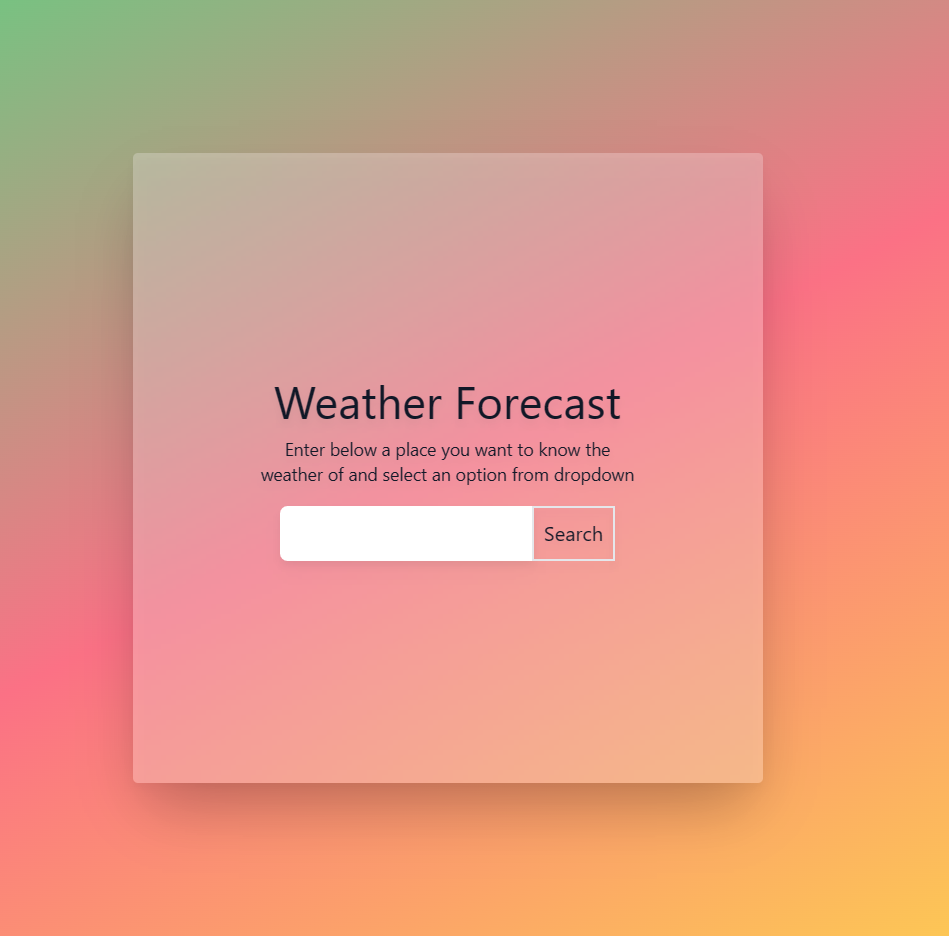 Weather Forecast
Enter below a place you want to know the
weather of and select an option from dropdown
Search